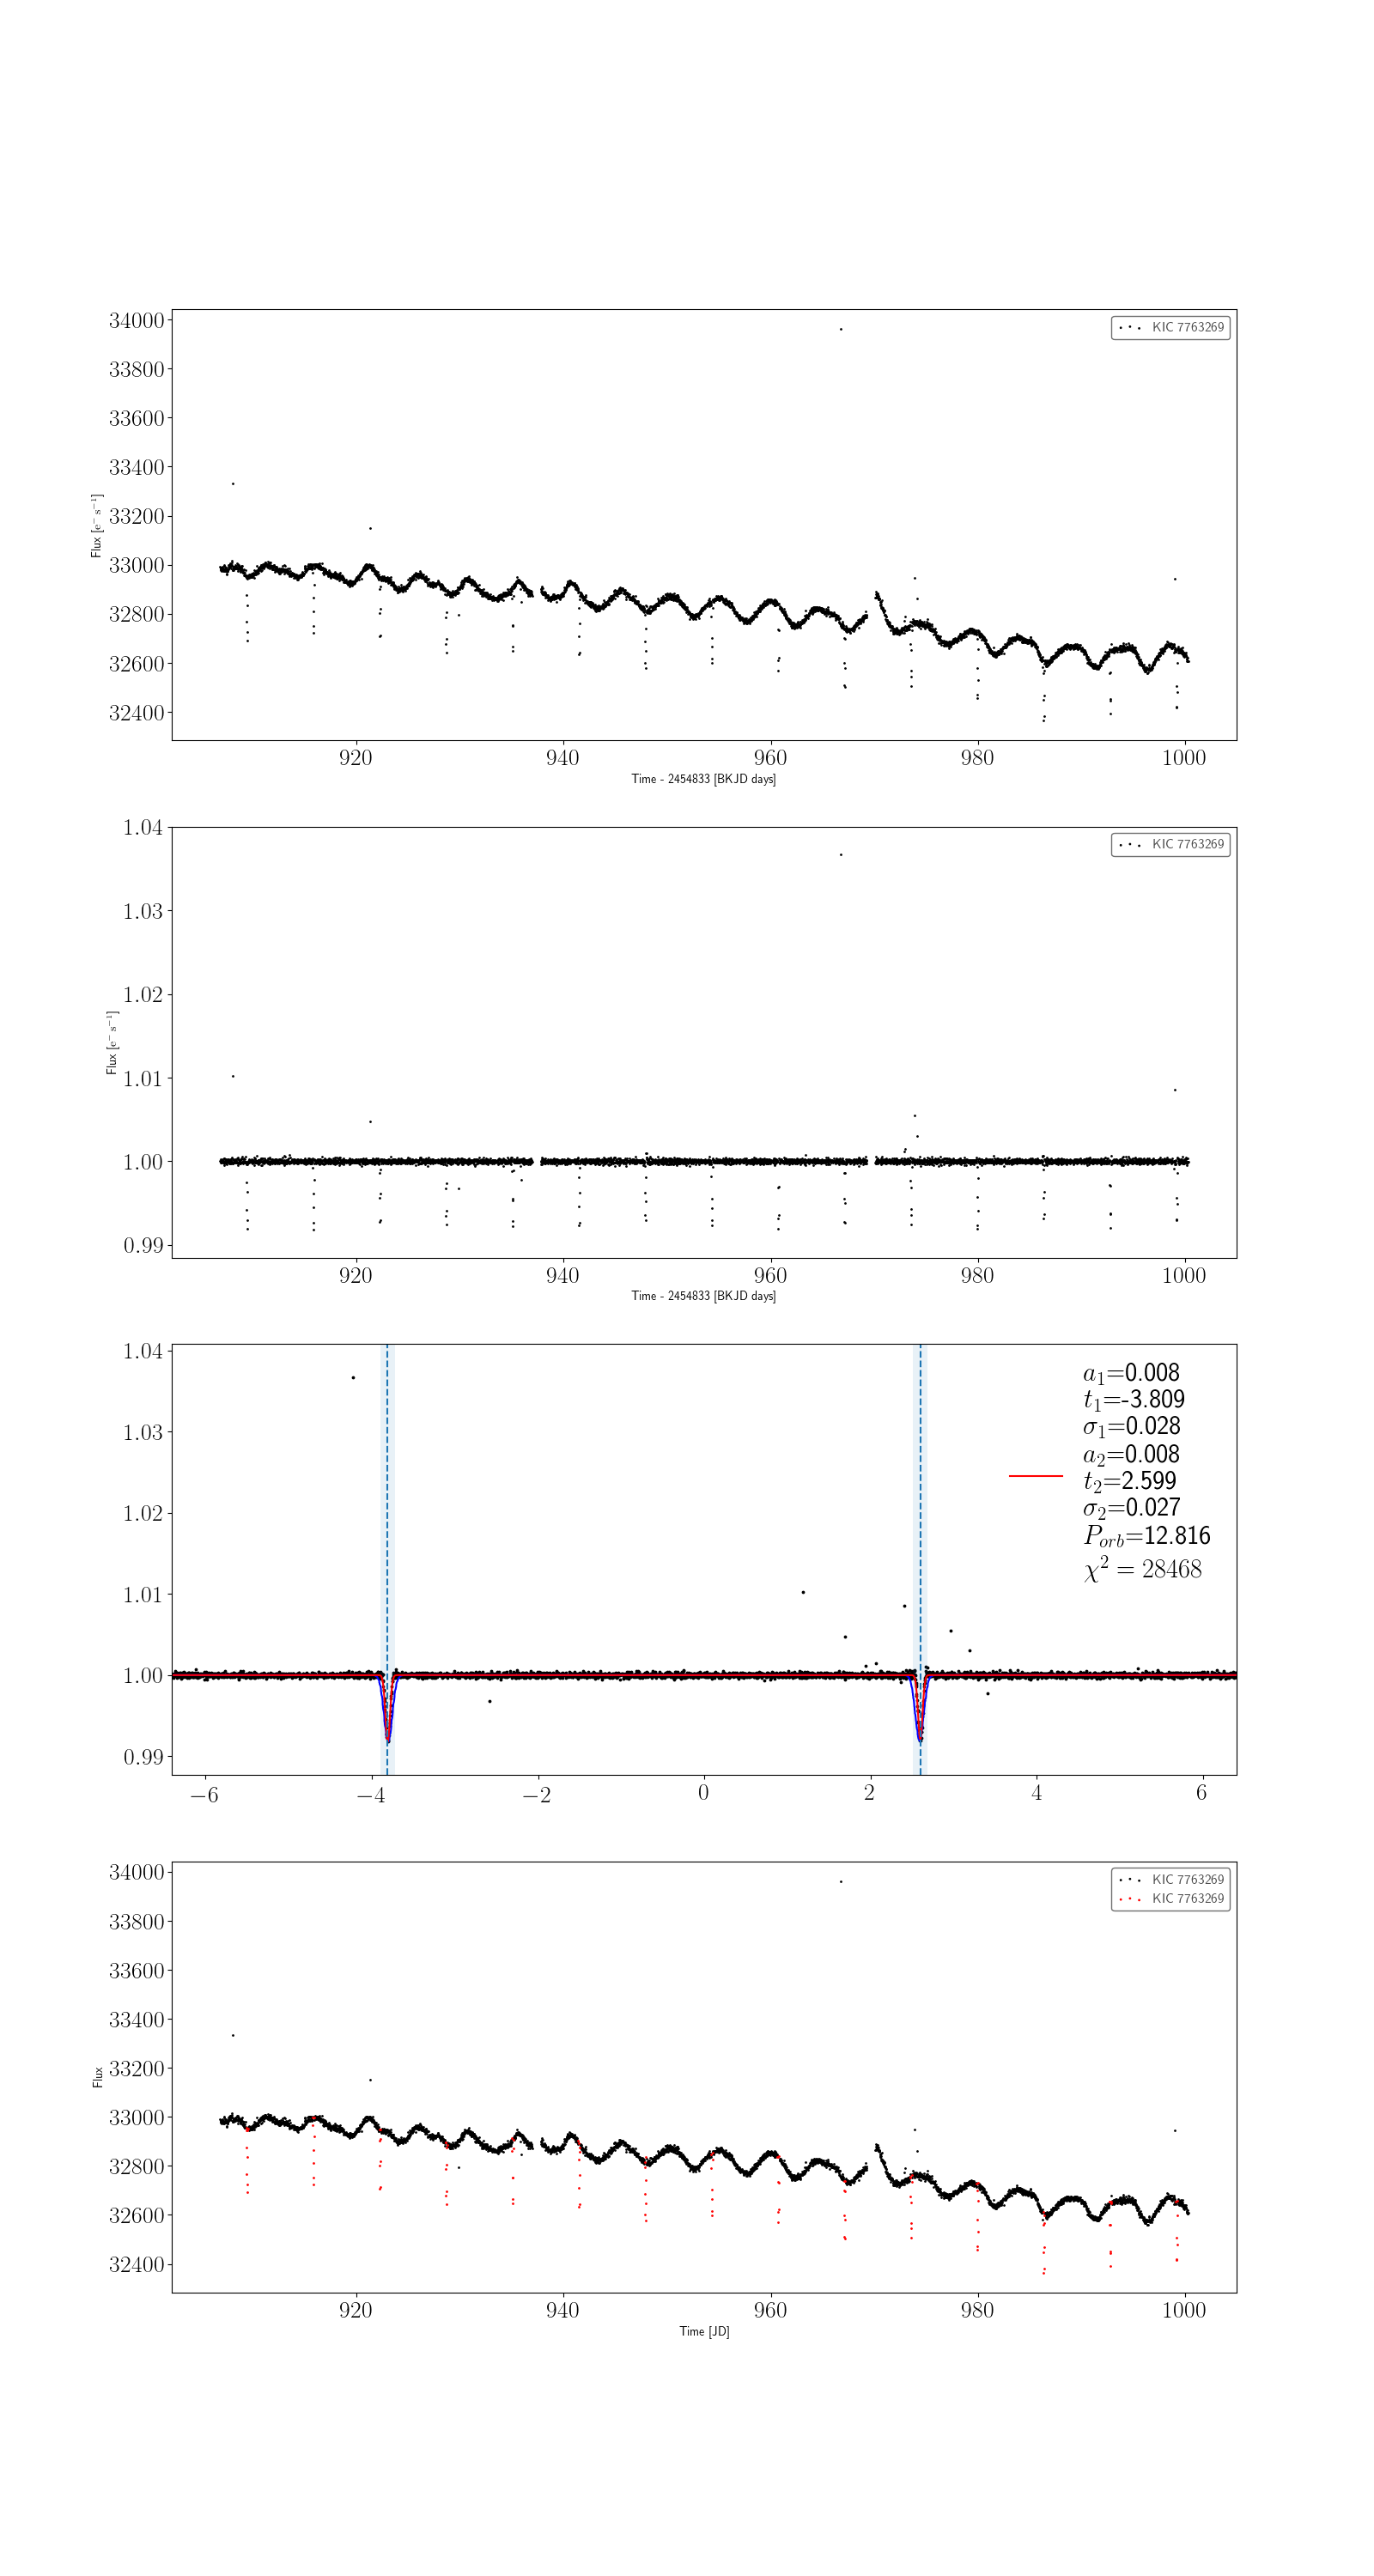 34000
33800
33600
33400
33200
33000
32800
32600
32400
Flux [e⁻ s⁻¹]
KIC 7763269
920 940 960 980 1000
Time - 2454833 [BKJD days]
1.04
1.03
1.02
1.01
1.00
0.99
Flux [e⁻ s⁻¹]
KIC 7763269
920 940 960 980 1000
Time - 2454833 [BKJD days]
1.04
1.03
1.02
1.01
1.00
0.99
a₁=0.008
t₁=-3.809
σ₁=0.028
a₂=0.008
t₂=2.599
σ₂=0.027
P_orb=12.816
χ² = 28468
−6 −4 −2 0 2 4 6
34000
33800
33600
33400
33200
33000
32800
32600
32400
Flux
KIC 7763269
KIC 7763269
920 940 960 980 1000
Time [JD]